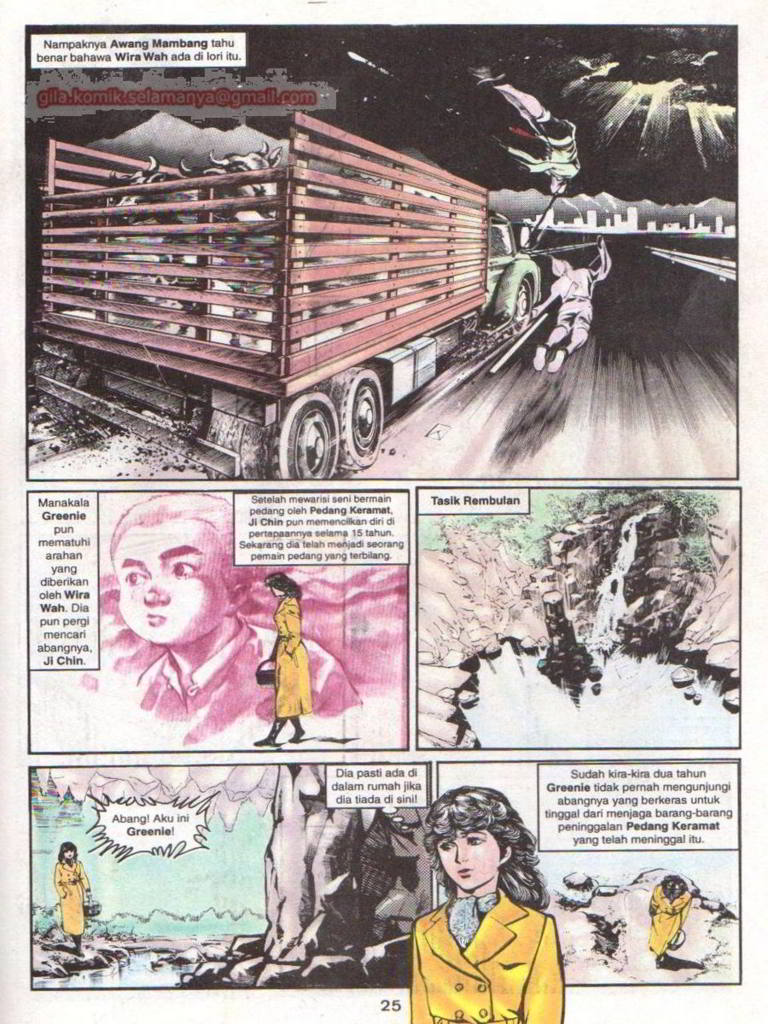 Nampaknya Awang Mambang tahu
benar bahawa Wira Wah ada di lori itu.
gila.komik.selamanya@gmail.com
Manakala
Greenie
pun
mematuhi
arahan
yang
diberikan
oleh Wira
Wah. Dia
pun pergi
mencari
abangnya,
Ji Chin.
Setelah mewarisi seni bermain
pedang oleh Pedang Keramat,
Ji Chin pun memencilkan diri di
pertapaannya selama 15 tahun.
Sekarang dia telah menjadi seorang
pemain pedang yang terbilang.
Tasik Rembulan
Abang! Aku ini
Greenie!
Dia pasti ada di
dalam rumah jika
dia tiada di sini!
Sudah kira-kira dua tahun
Greenie tidak pernah mengunjungi
abangnya yang berkeras untuk
tinggal dari menjaga barang-barang
peninggalan Pedang Keramat
yang telah meninggal itu.
25